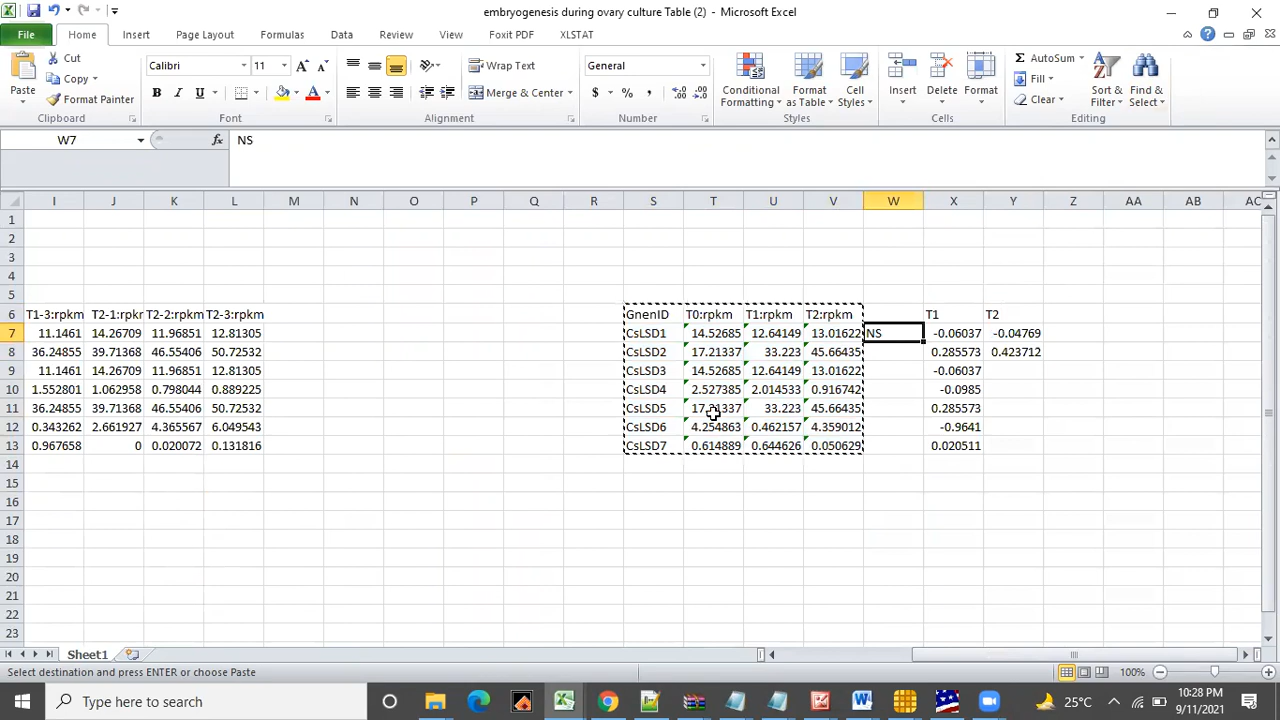 embryogenesis during ovary culture Table (2) - Microsoft Excel
File Home Insert Page Layout Formulas Data Review View Foxit PDF XLSTAT
Paste
Cut
Copy
Format Painter
Clipboard
Calibri 11
B I U
Font
Wrap Text
Merge & Center
Alignment
General
$ % ,
Number
Conditional Formatting
Format as Table
Cell Styles
Styles
Insert Delete Format
Cells
AutoSum
Fill
Clear
Sort & Filter
Find & Select
Editing
W7 fx NS
I J K L M N O P Q R S T U V W X Y Z AA AB AC
1
2
3
4
5
6 T1-3:rpkm T2-1:rpkr T2-2:rpkm T2-3:rpkm GnenID T0:rpkm T1:rpkm T2:rpkm T1 T2
7 11.1461 14.26709 11.96851 12.81305 CsLSD1 14.52685 12.64149 13.01622 NS -0.06037 -0.04769
8 36.24855 39.71368 46.55406 50.72532 CsLSD2 17.21337 33.223 45.66435 0.285573 0.423712
9 11.1461 14.26709 11.96851 12.81305 CsLSD3 14.52685 12.64149 13.01622 -0.06037
10 1.552801 1.062958 0.798044 0.889225 CsLSD4 2.527385 2.014533 0.916742 -0.0985
11 36.24855 39.71368 46.55406 50.72532 CsLSD5 33.223 45.66435 0.285573
12 0.343262 2.661927 4.365567 6.049543 CsLSD6 4.254863 0.462157 4.359012 -0.9641
13 0.967658 0 0.020072 0.131816 CsLSD7 0.614889 0.644626 0.050629 0.020511
14
15
16
17
18
19
20
21
22
23
Sheet1
Select destination and press ENTER or choose Paste 100%
Type here to search
25°C
10:28 PM
9/11/2021